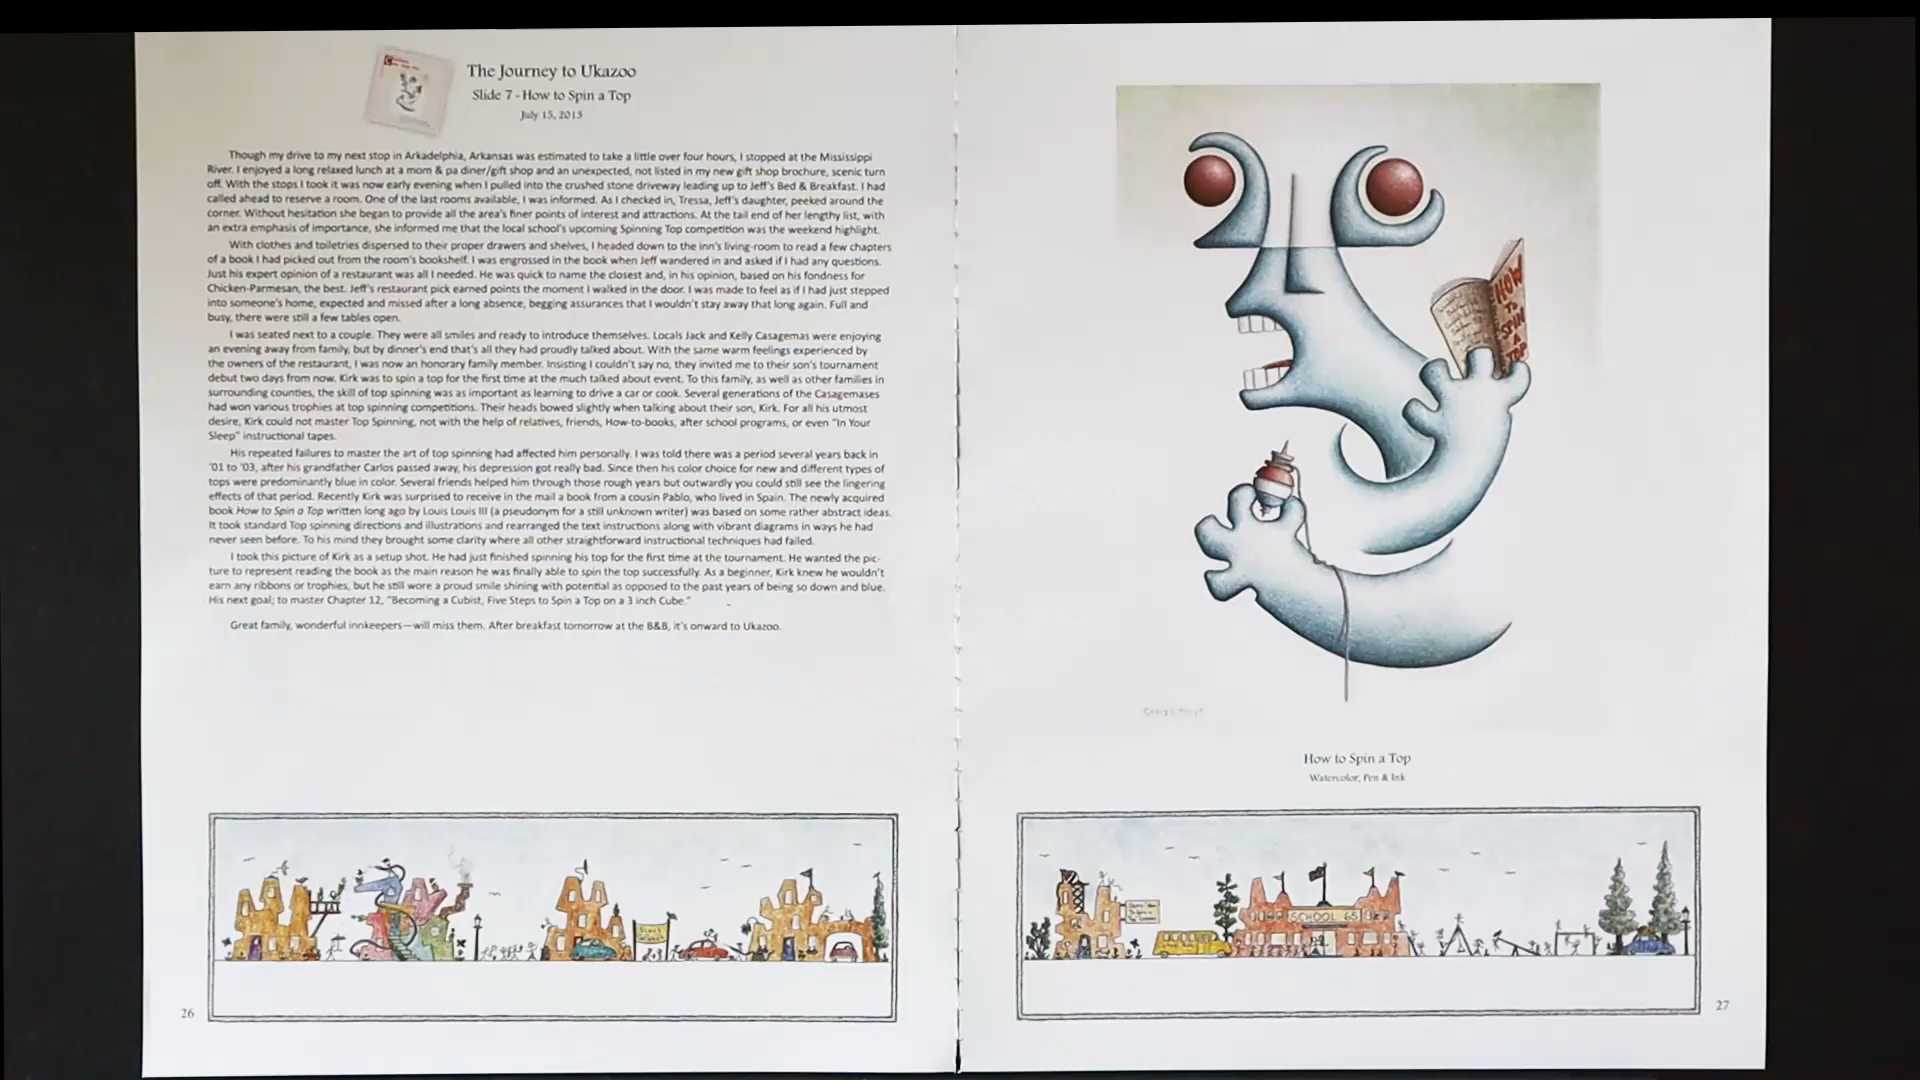 The Journey to Ukazoo
Slide 7 - How to Spin a Top
July 15, 2013
Though my drive to my next stop in Arkadelphia, Arkansas was estimated to take a little over four hours, I stopped at the Mississippi
River. I enjoyed a long relaxed lunch at a mom & pa diner/gift shop and an unexpected, not listed in my new gift shop brochure, scenic turn
off. With the stops I took it was now early evening when I pulled into the crushed stone driveway leading up to Jeff's Bed & Breakfast. I had
called ahead to reserve a room. One of the last rooms available, I was informed. As I checked in, Tressa, Jeff's daughter, peeked around the
corner. Without hesitation she began to provide all the area's finer points of interest and attractions. At the tail end of her lengthy list, with
an extra emphasis of importance, she informed me that the local school's upcoming Spinning Top competition was the weekend highlight.
With clothes and toiletries dispersed to their proper drawers and shelves, I headed down to the inn's living-room to read a few chapters
of a book I had picked out from the room's bookshelf. I was engrossed in the book when Jeff wandered in and asked if I had any questions.
Just his expert opinion of a restaurant was all I needed. He was quick to name the closest and, in his opinion, based on his fondness for
Chicken-Parmesan, the best. Jeff's restaurant pick earned points the moment I walked in the door. I was made to feel as if I had just stepped
into someone's home, expected and missed after a long absence, begging assurances that I wouldn't stay away that long again. Full and
busy, there were still a few tables open.
I was seated next to a couple. They were all smiles and ready to introduce themselves. Locals Jack and Kelly Casagemas were enjoying
an evening away from family, but by dinner's end that's all they had proudly talked about. With the same warm feelings experienced by
the owners of the restaurant, I was now an honorary family member. Insisting I couldn't say no, they invited me to their son's tournament
debut two days from now. Kirk was to spin a top for the first time at the much talked about event. To this family, as well as other families in
surrounding counties, the skill of top spinning was as important as learning to drive a car or cook. Several generations of the Casagemases
had won various trophies at top spinning competitions. Their heads bowed slightly when talking about their son, Kirk. For all his utmost
desire, Kirk could not master Top Spinning, not with the help of relatives, friends, How-to-books, after school programs, or even "In Your
Sleep" instructional tapes.
His repeated failures to master the art of top spinning had affected him personally. I was told there was a period several years back in
'01 to '03, after his grandfather Carlos passed away, his depression got really bad. Since then his color choice for new and different types of
tops were predominantly blue in color. Several friends helped him through those rough years but outwardly you could still see the lingering
effects of that period. Recently Kirk was surprised to receive in the mail a book from a cousin Pablo, who lived in Spain. The newly acquired
book How to Spin a Top written long ago by Louis Louis III (a pseudonym for a still unknown writer) was based on some rather abstract ideas.
It took standard Top spinning directions and illustrations and rearranged the text instructions along with vibrant diagrams in ways he had
never seen before. To his mind they brought some clarity where all other straightforward instructional techniques had failed.
I took this picture of Kirk as a setup shot. He had just finished spinning his top for the first time at the tournament. He wanted the pic-
ture to represent reading the book as the main reason he was finally able to spin the top successfully. As a beginner, Kirk knew he wouldn't
earn any ribbons or trophies, but he still wore a proud smile shining with potential as opposed to the past years of being so down and blue.
His next goal; to master Chapter 12, "Becoming a Cubist, Five Steps to Spin a Top on a 3 inch Cube."
Great family, wonderful innkeepers—will miss them. After breakfast tomorrow at the B&B, it's onward to Ukazoo.
26
HOW
TO
SPIN
A
TOP
How to Spin a Top
Watercolor, Pen & Ink
SCHOOL 65
27